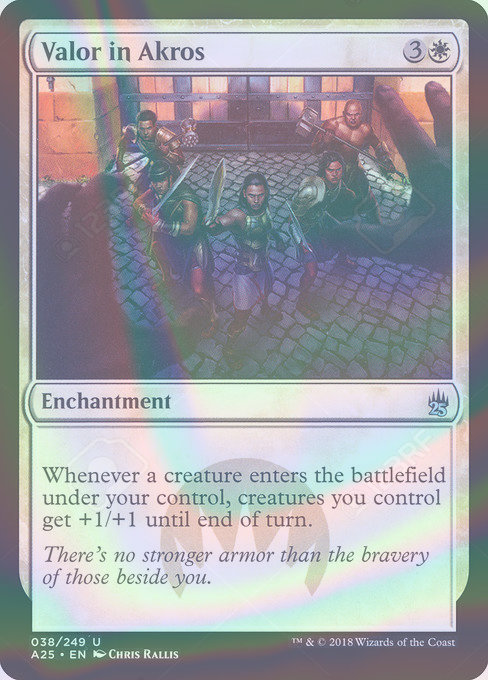 Valor in Akros 3
Enchantment
25
Whenever a creature enters the battlefield
under your control, creatures you control
get +1/+1 until end of turn.
There's no stronger armor than the bravery
of those beside you.
038/249 U
A25 • EN Chris Rallis
™ & © 2018 Wizards of the Coast